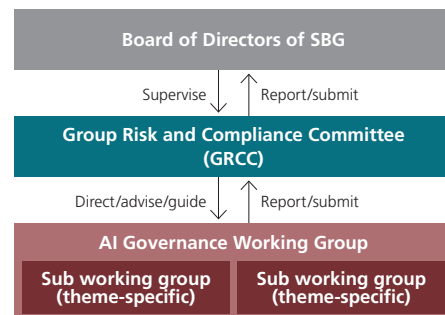 Board of Directors of SBG
Supervise
Report/submit
Group Risk and Compliance Committee
(GRCC)
Direct/advise/guide
Report/submit
AI Governance Working Group
Sub working group
(theme-specific)
Sub working group
(theme-specific)